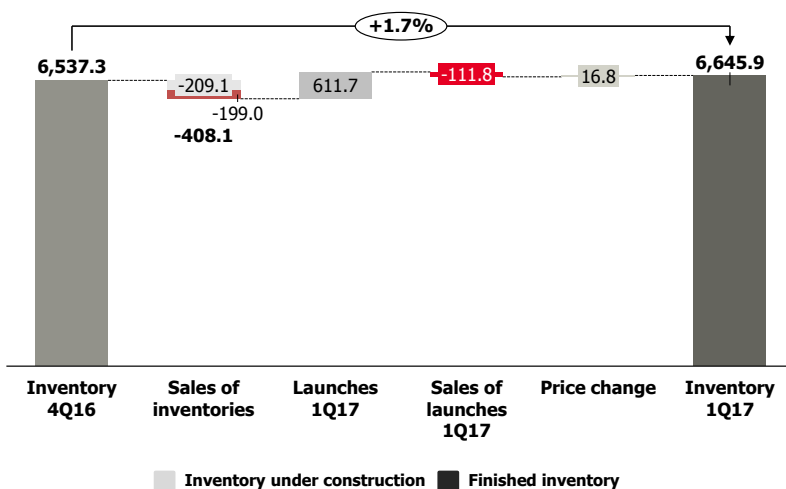 +1.7%
6,537.3
-209.1
-199.0
-408.1
611.7
-111.8
16.8
6,645.9
Inventory
4Q16
Sales of
inventories
Launches
1Q17
Sales of
launches
1Q17
Price change
Inventory
1Q17
Inventory under construction
Finished inventory